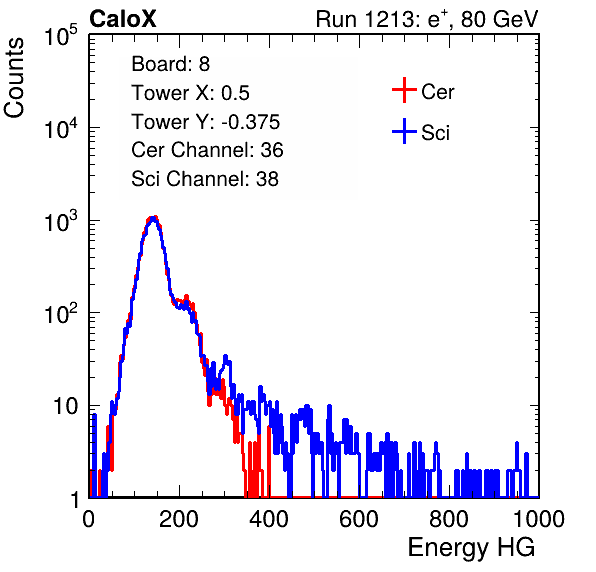 CaloX Run 1213: e⁺, 80 GeV
Counts
Board: 8
Tower X: 0.5
Tower Y: -0.375
Cer Channel: 36
Sci Channel: 38
Cer
Sci
10⁵
10⁴
10³
10²
10
1
0 200 400 600 800 1000
Energy HG